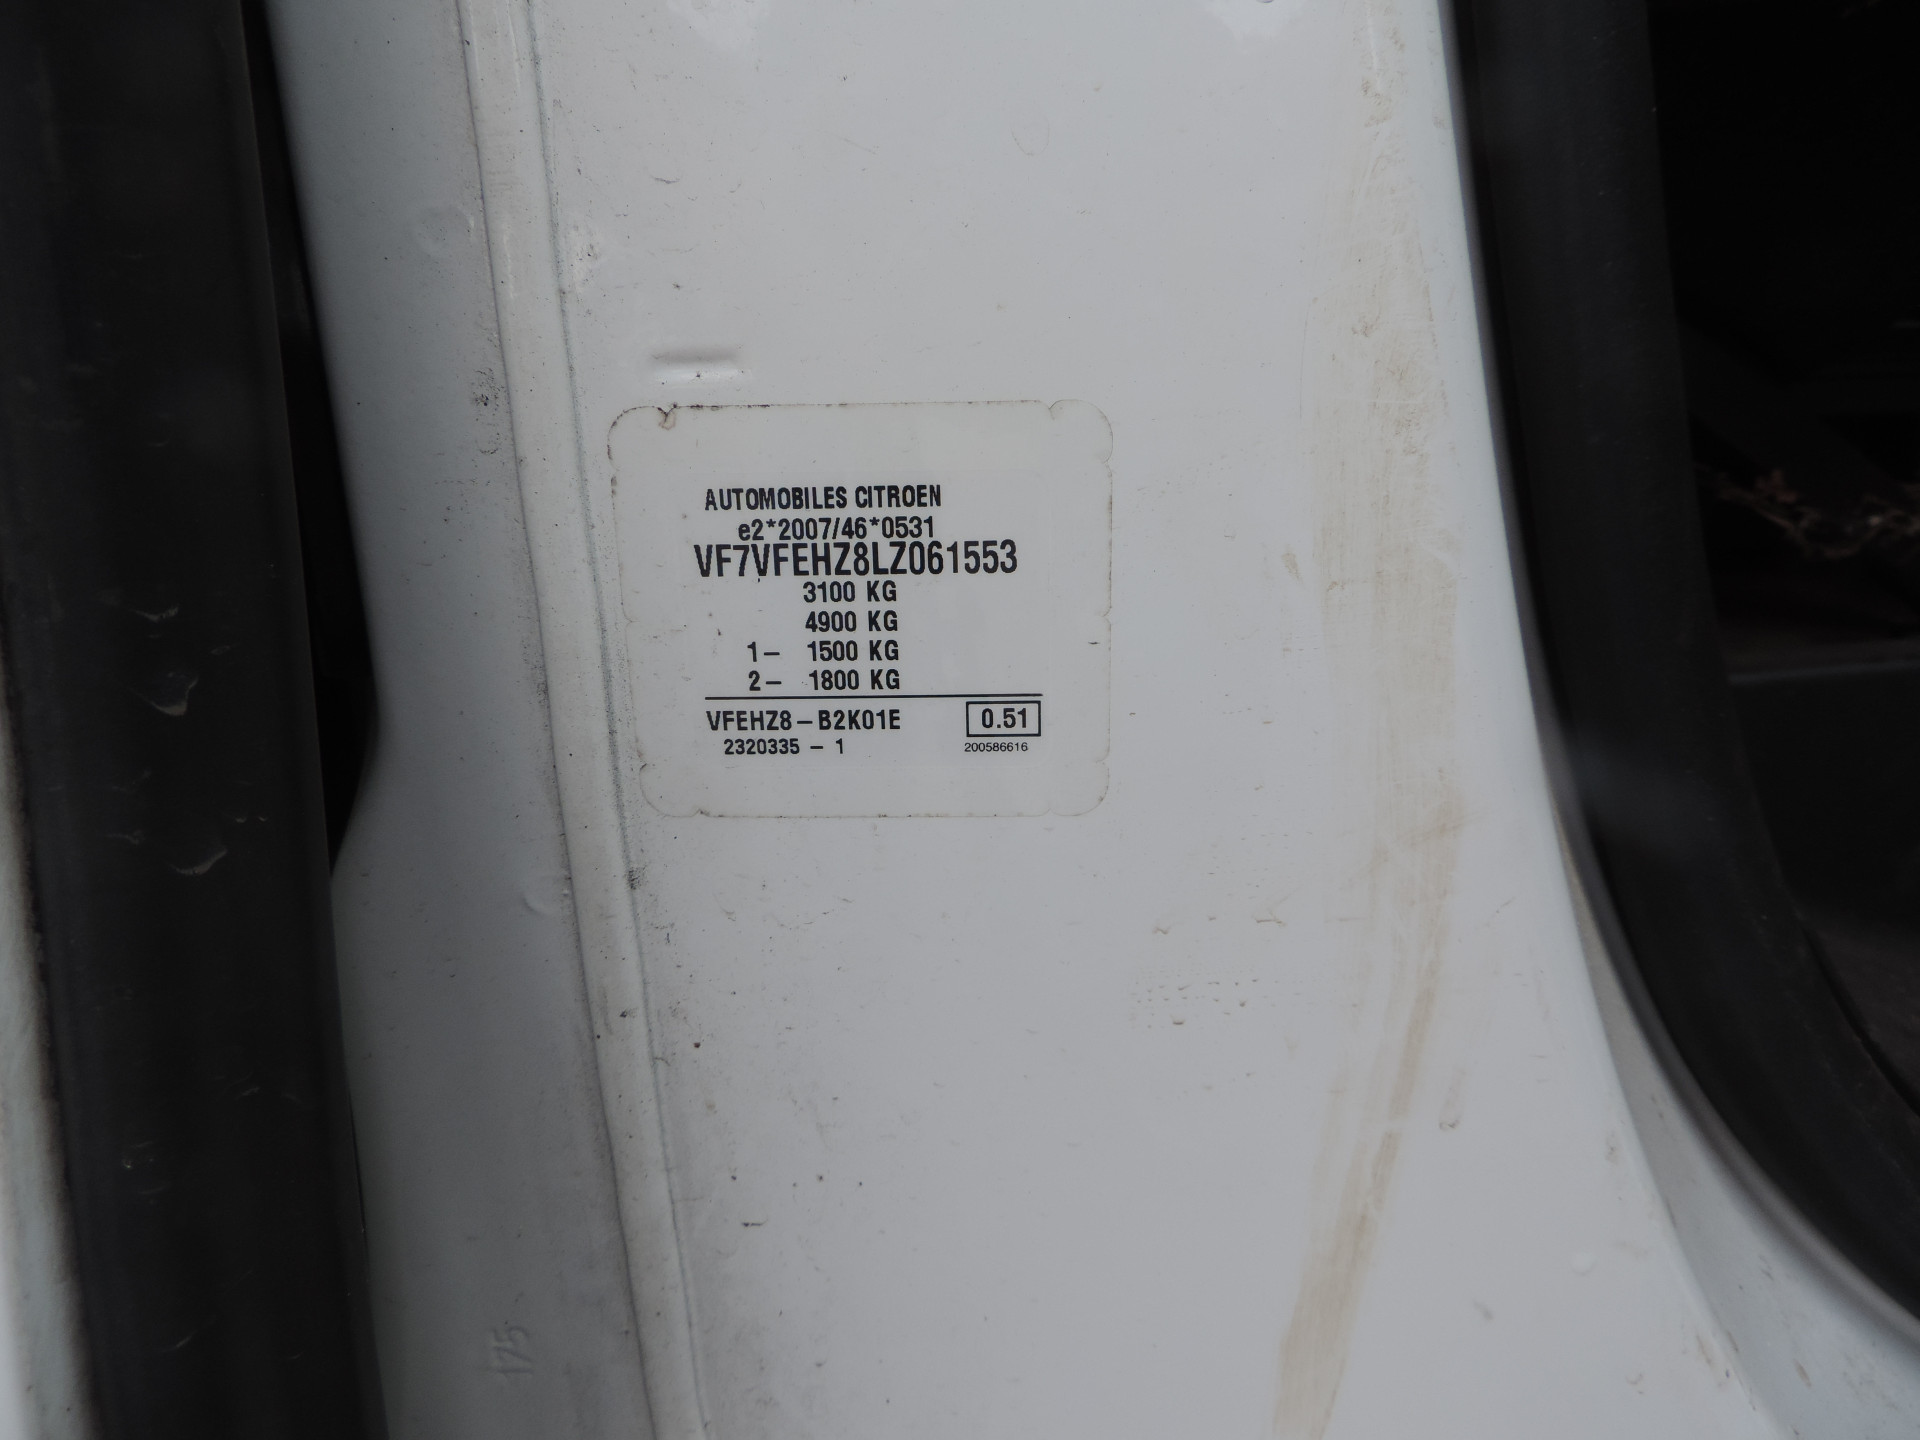 AUTOMOBILES CITROEN
e2*2007/46*0531
VF7VFEHZ8LZ061553
3100 KG
4900 KG
1- 1500 KG
2- 1800 KG
VFEHZ8-B2K01E 0.51
2320335 - 1 200586616
175